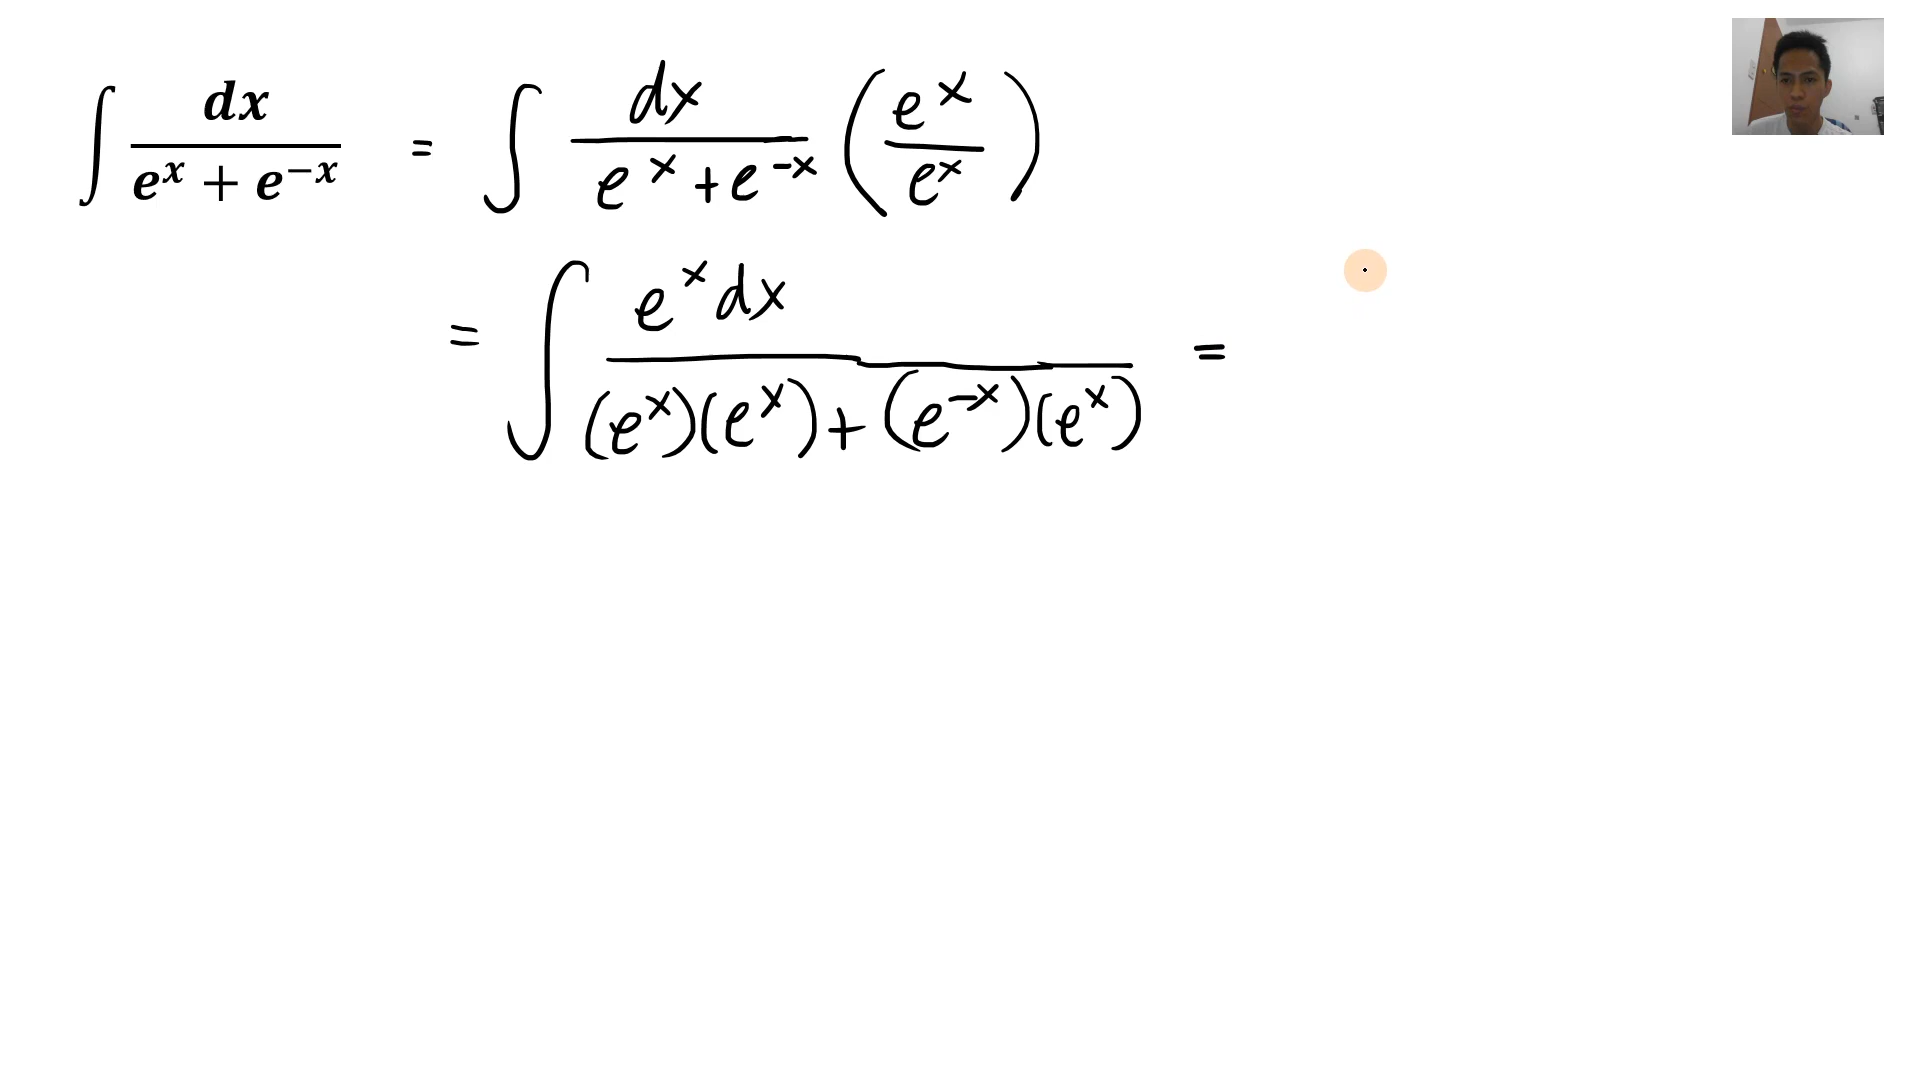 ∫ dx / (e^x + e^−x) = ∫ dx / (e^x + e^−x) (e^x / e^x)
= ∫ e^x dx / ((e^x)(e^x) + (e^−x)(e^x)) =